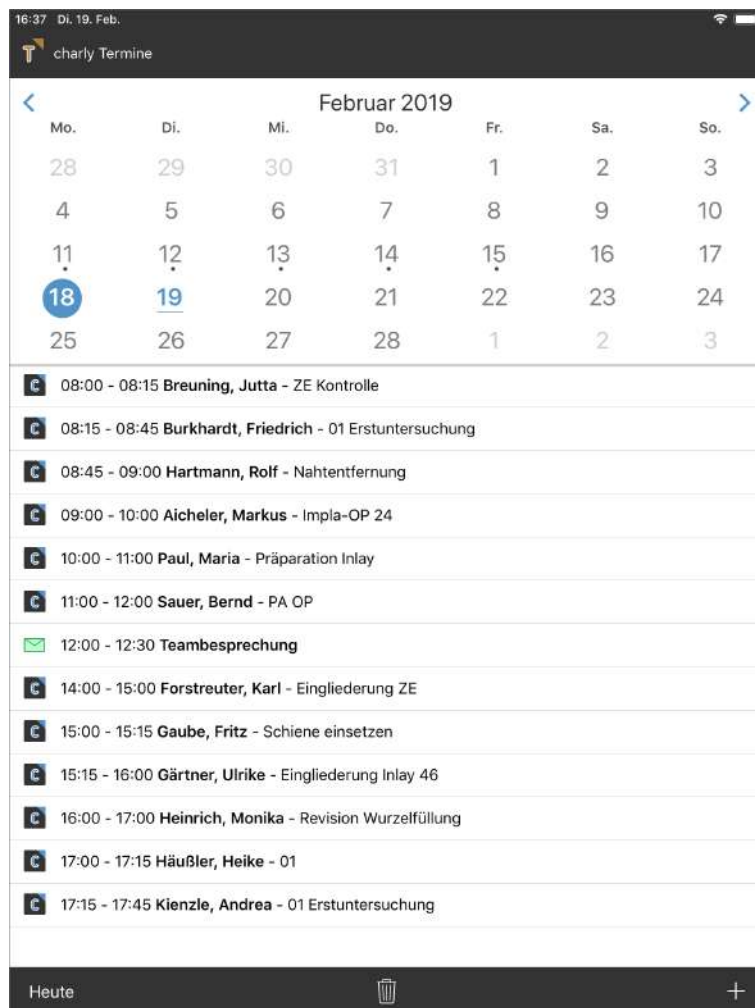 16:37 Di. 19. Feb.
charly Termine
Februar 2019
Mo. Di. Mi. Do. Fr. Sa. So.
28 29 30 31 1 2 3
4 5 6 7 8 9 10
11 12 13 14 15 16 17
18 19 20 21 22 23 24
25 26 27 28 1 2 3
08:00 - 08:15 Breuning, Jutta - ZE Kontrolle
08:15 - 08:45 Burkhardt, Friedrich - 01 Erstuntersuchung
08:45 - 09:00 Hartmann, Rolf - Nahtentfernung
09:00 - 10:00 Aicheler, Markus - Impla-OP 24
10:00 - 11:00 Paul, Maria - Präparation Inlay
11:00 - 12:00 Sauer, Bernd - PA OP
12:00 - 12:30 Teambesprechung
14:00 - 15:00 Forstreuter, Karl - Eingliederung ZE
15:00 - 15:15 Gaube, Fritz - Schiene einsetzen
15:15 - 16:00 Gärtner, Ulrike - Eingliederung Inlay 46
16:00 - 17:00 Heinrich, Monika - Revision Wurzelfüllung
17:00 - 17:15 Häußler, Heike - 01
17:15 - 17:45 Kienzle, Andrea - 01 Erstuntersuchung
Heute